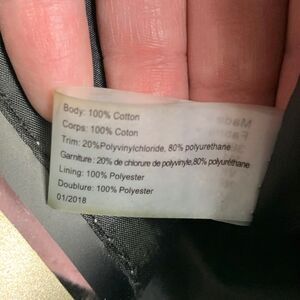 Body: 100% Cotton
Corps: 100% Coton
Trim: 20%Polyvinylchloride, 80% polyurethane
Garniture: 20% de chlorure de polyvinyle,80% polyuréthane
Lining: 100% Polyester
Doublure: 100% Polyester
01/2018
Made